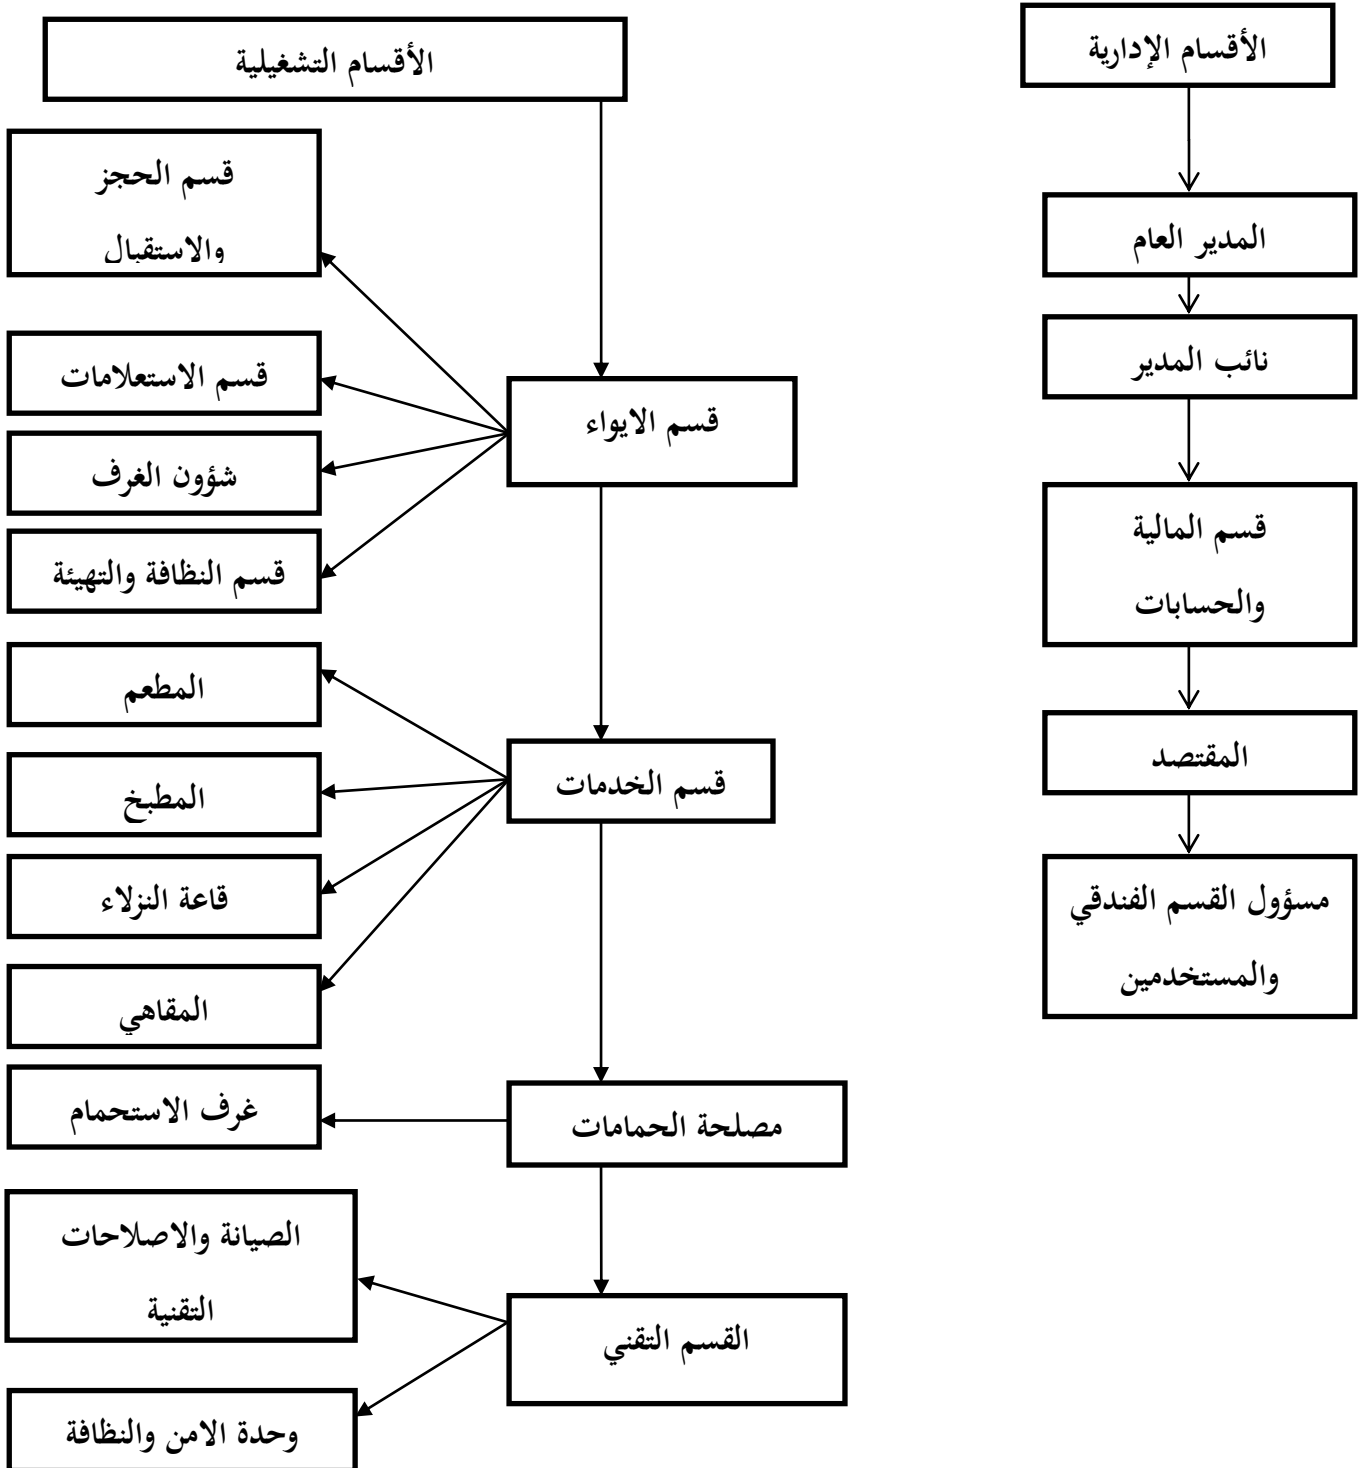 الأقسام الإدارية
المدير العام
نائب المدير
قسم المالية
والحسابات
المقتصد
مسؤول القسم الفندقي
والمستخدمين
الأقسام التشغيلية
قسم الايواء
قسم الحجز
والاستقبال
قسم الاستعلامات
شؤون الغرف
قسم النظافة والتهيئة
قسم الخدمات
المطعم
المطبخ
قاعة النزلاء
المقاهي
مصلحة الحمامات
غرف الاستحمام
القسم التقني
الصيانة والاصلاحات
التقنية
وحدة الامن والنظافة